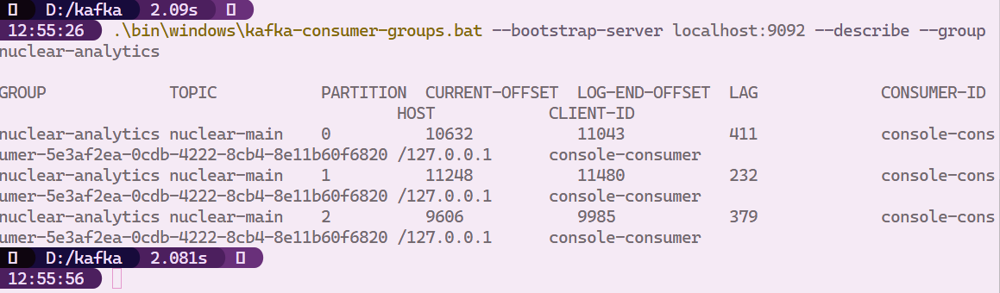 D:/kafka 2.09s
12:55:26 .\bin\windows\kafka-consumer-groups.bat --bootstrap-server localhost:9092 --describe --group
nuclear-analytics
GROUP TOPIC PARTITION CURRENT-OFFSET LOG-END-OFFSET LAG CONSUMER-ID
HOST CLIENT-ID
nuclear-analytics nuclear-main 0 10632 11043 411 console-cons
umer-5e3af2ea-0cdb-4222-8cb4-8e11b60f6820 /127.0.0.1 console-consumer
nuclear-analytics nuclear-main 1 11248 11480 232 console-cons
umer-5e3af2ea-0cdb-4222-8cb4-8e11b60f6820 /127.0.0.1 console-consumer
nuclear-analytics nuclear-main 2 9606 9985 379 console-cons
umer-5e3af2ea-0cdb-4222-8cb4-8e11b60f6820 /127.0.0.1 console-consumer
D:/kafka 2.081s
12:55:56